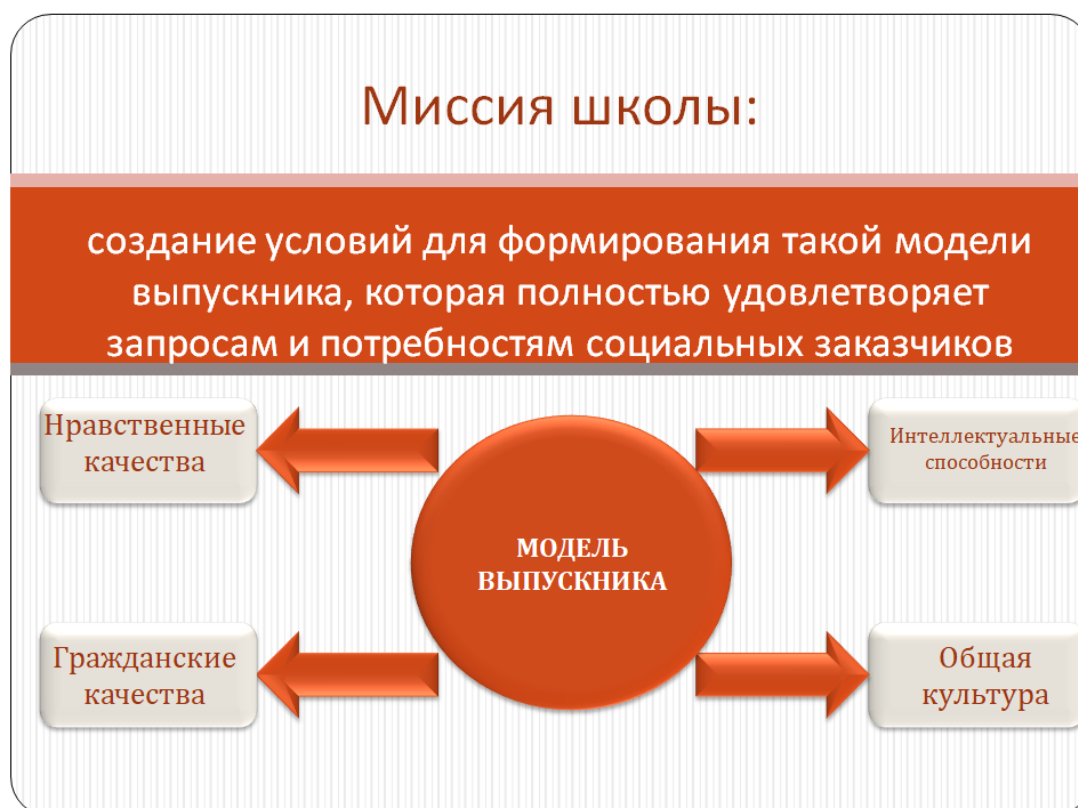 Миссия школы:
создание условий для формирования такой модели
выпускника, которая полностью удовлетворяет
запросам и потребностям социальных заказчиков
Нравственные
качества
Интеллектуальные
способности
МОДЕЛЬ
ВЫПУСКНИКА
Гражданские
качества
Общая
культура